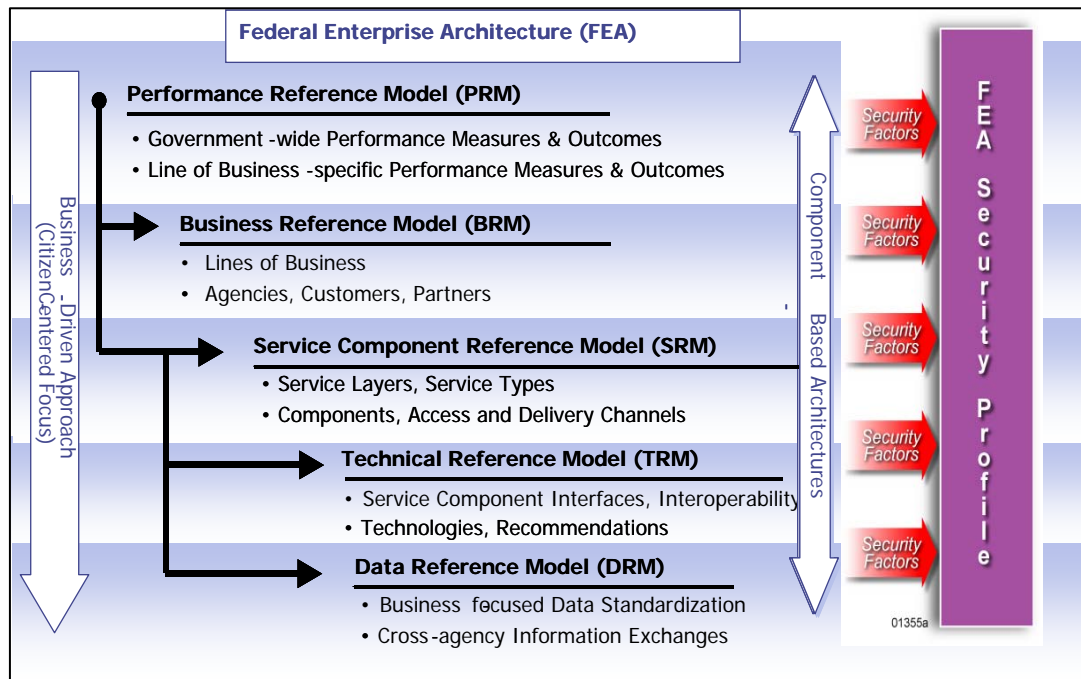 Federal Enterprise Architecture (FEA)
Performance Reference Model (PRM)
• Government -wide Performance Measures & Outcomes
• Line of Business -specific Performance Measures & Outcomes
Business Reference Model (BRM)
• Lines of Business
• Agencies, Customers, Partners
Service Component Reference Model (SRM)
• Service Layers, Service Types
• Components, Access and Delivery Channels
Technical Reference Model (TRM)
• Service Component Interfaces, Interoperability
• Technologies, Recommendations
Data Reference Model (DRM)
• Business focused Data Standardization
• Cross-agency Information Exchanges
Business - Driven Approach
(Citizen-Centered Focus)
Component - Based Architectures
Security
Factors
Security
Factors
Security
Factors
Security
Factors
Security
Factors
FEA Security Profile
01355a